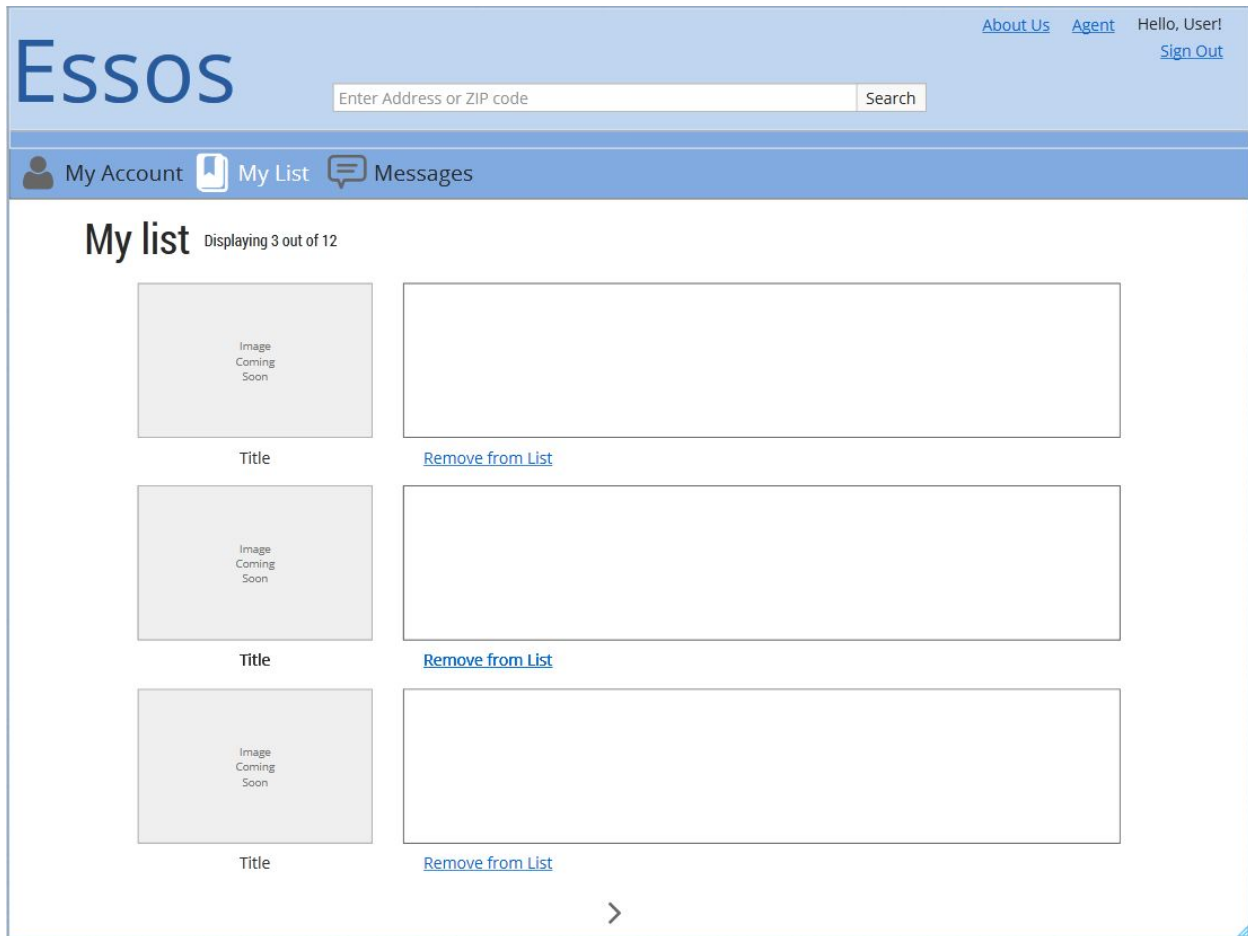 About Us Agent Hello, User!
Essos
Sign Out
Enter Address or ZIP code Search
My Account My List Messages
My list Displaying 3 out of 12
Image
Coming
Soon
Title Remove from List
Image
Coming
Soon
Title Remove from List
Image
Coming
Soon
Title Remove from List